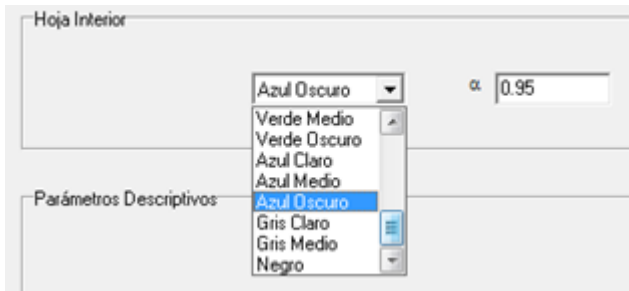 Hoja Interior
Azul Oscuro
α 0.95
Verde Medio
Verde Oscuro
Azul Claro
Azul Medio
Azul Oscuro
Gris Claro
Gris Medio
Negro
Parámetros Descriptivos